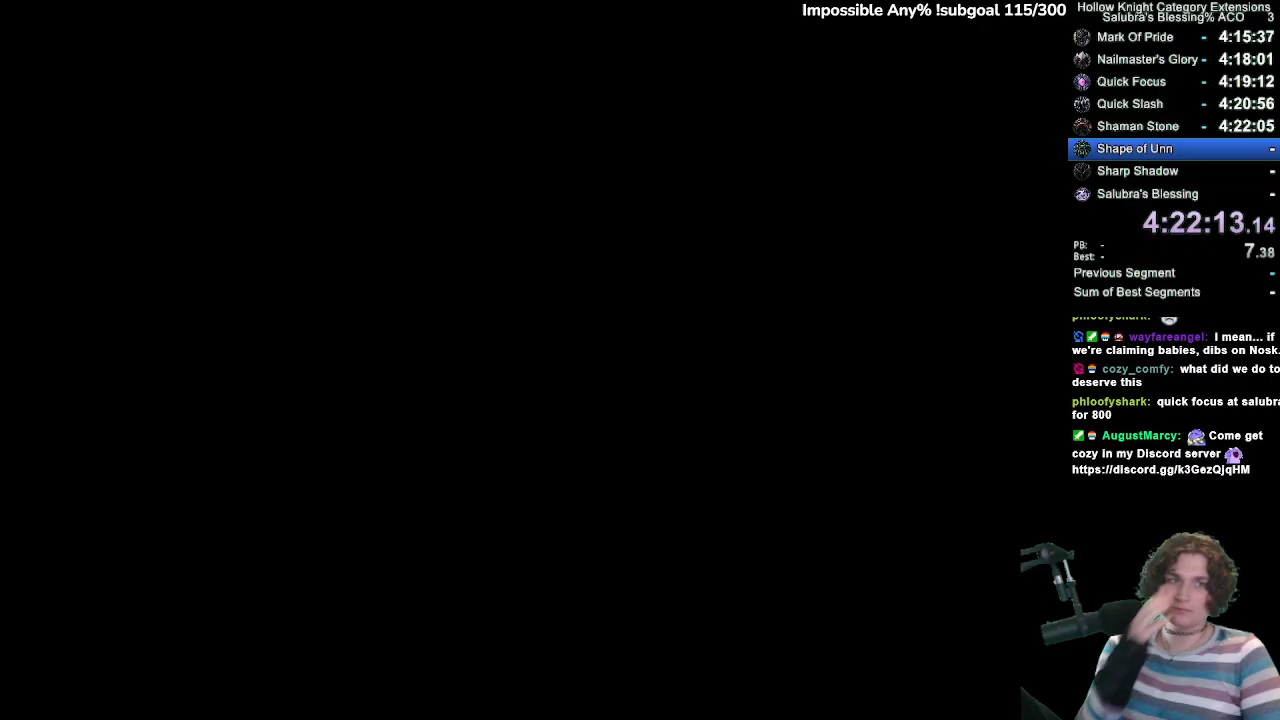 Impossible Any% !subgoal 115/300
Hollow Knight Category Extensions
Salubra's Blessing% ACO 3
Mark Of Pride - 4:15:37
Nailmaster's Glory - 4:18:01
Quick Focus - 4:19:12
Quick Slash - 4:20:56
Shaman Stone - 4:22:05
Shape of Unn -
Sharp Shadow -
Salubra's Blessing -
4:22:13.14
PB: - 7.38
Best: -
Previous Segment -
Sum of Best Segments -
phloofyshark:
wayfareangel: I mean... if
we're claiming babies, dibs on Nosk.
cozy_comfy: what did we do to
deserve this
phloofyshark: quick focus at salubra
for 800
AugustMarcy: Come get
cozy in my Discord server
https://discord.gg/k3GezQjqHM